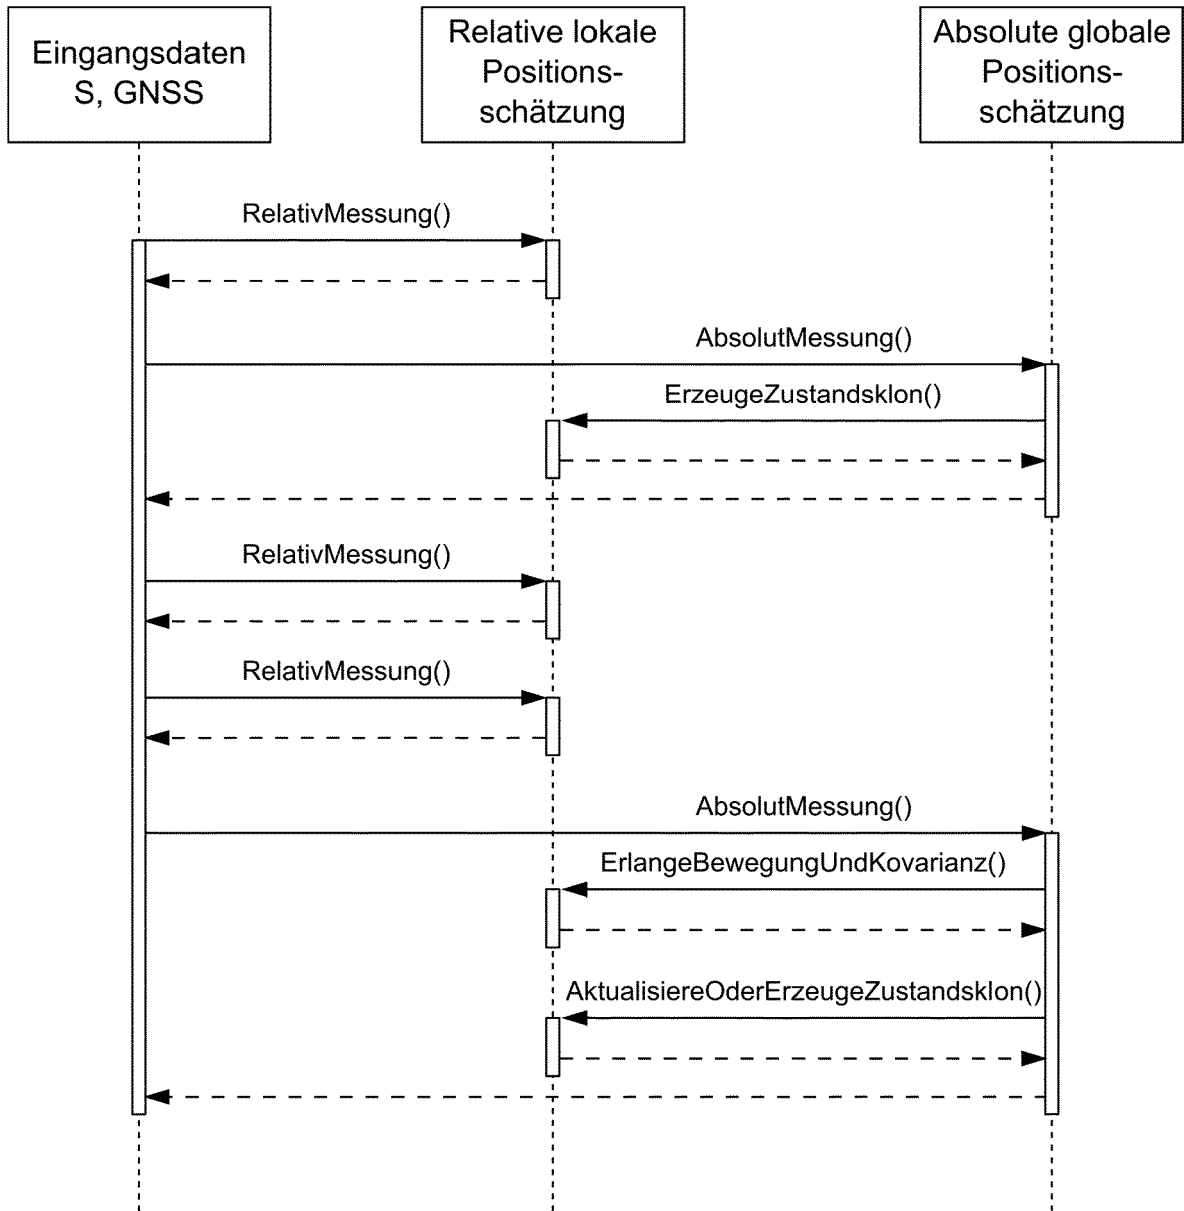 Eingangsdaten
S, GNSS
Relative lokale
Positions-
schätzung
Absolute globale
Positions-
schätzung
RelativMessung()
AbsolutMessung()
ErzeugeZustandsklon()
RelativMessung()
RelativMessung()
AbsolutMessung()
ErlangeBewegungUndKovarianz()
AktualisiereOderErzeugeZustandsklon()